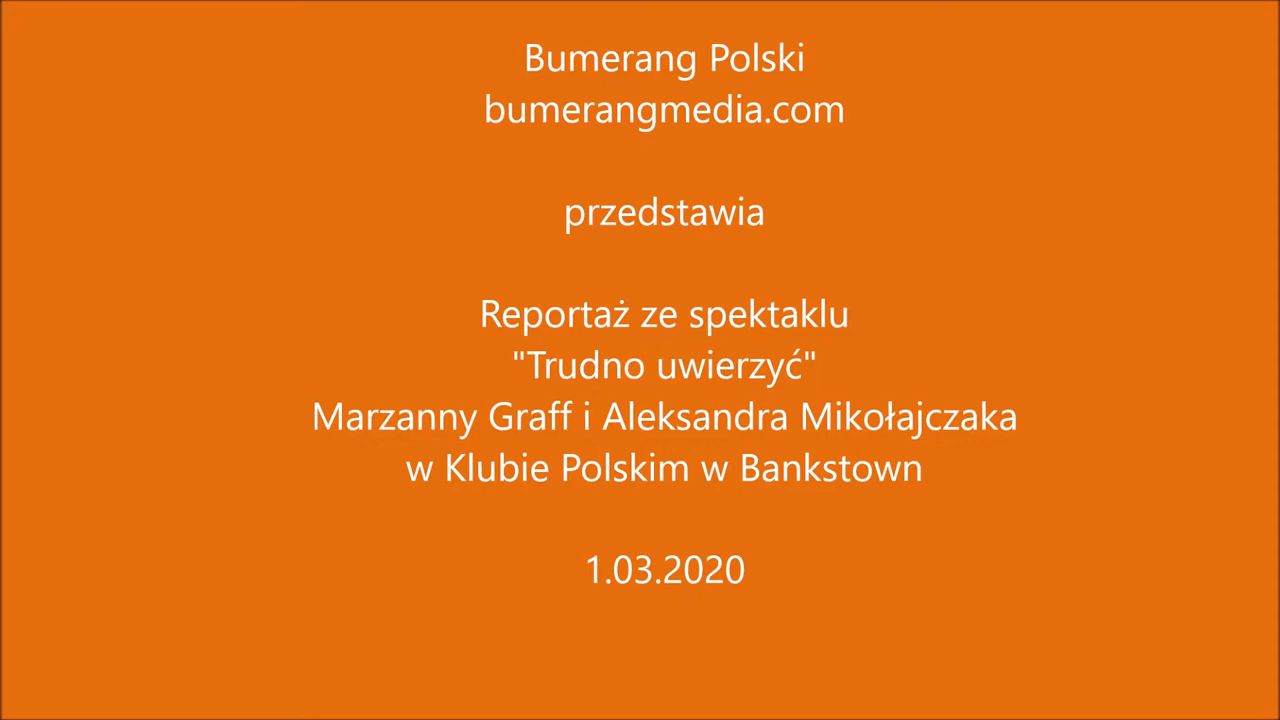 Bumerang Polski
bumerangmedia.com
przedstawia
Reportaż ze spektaklu
"Trudno uwierzyć"
Marzanny Graff i Aleksandra Mikołajczaka
w Klubie Polskim w Bankstown
1.03.2020